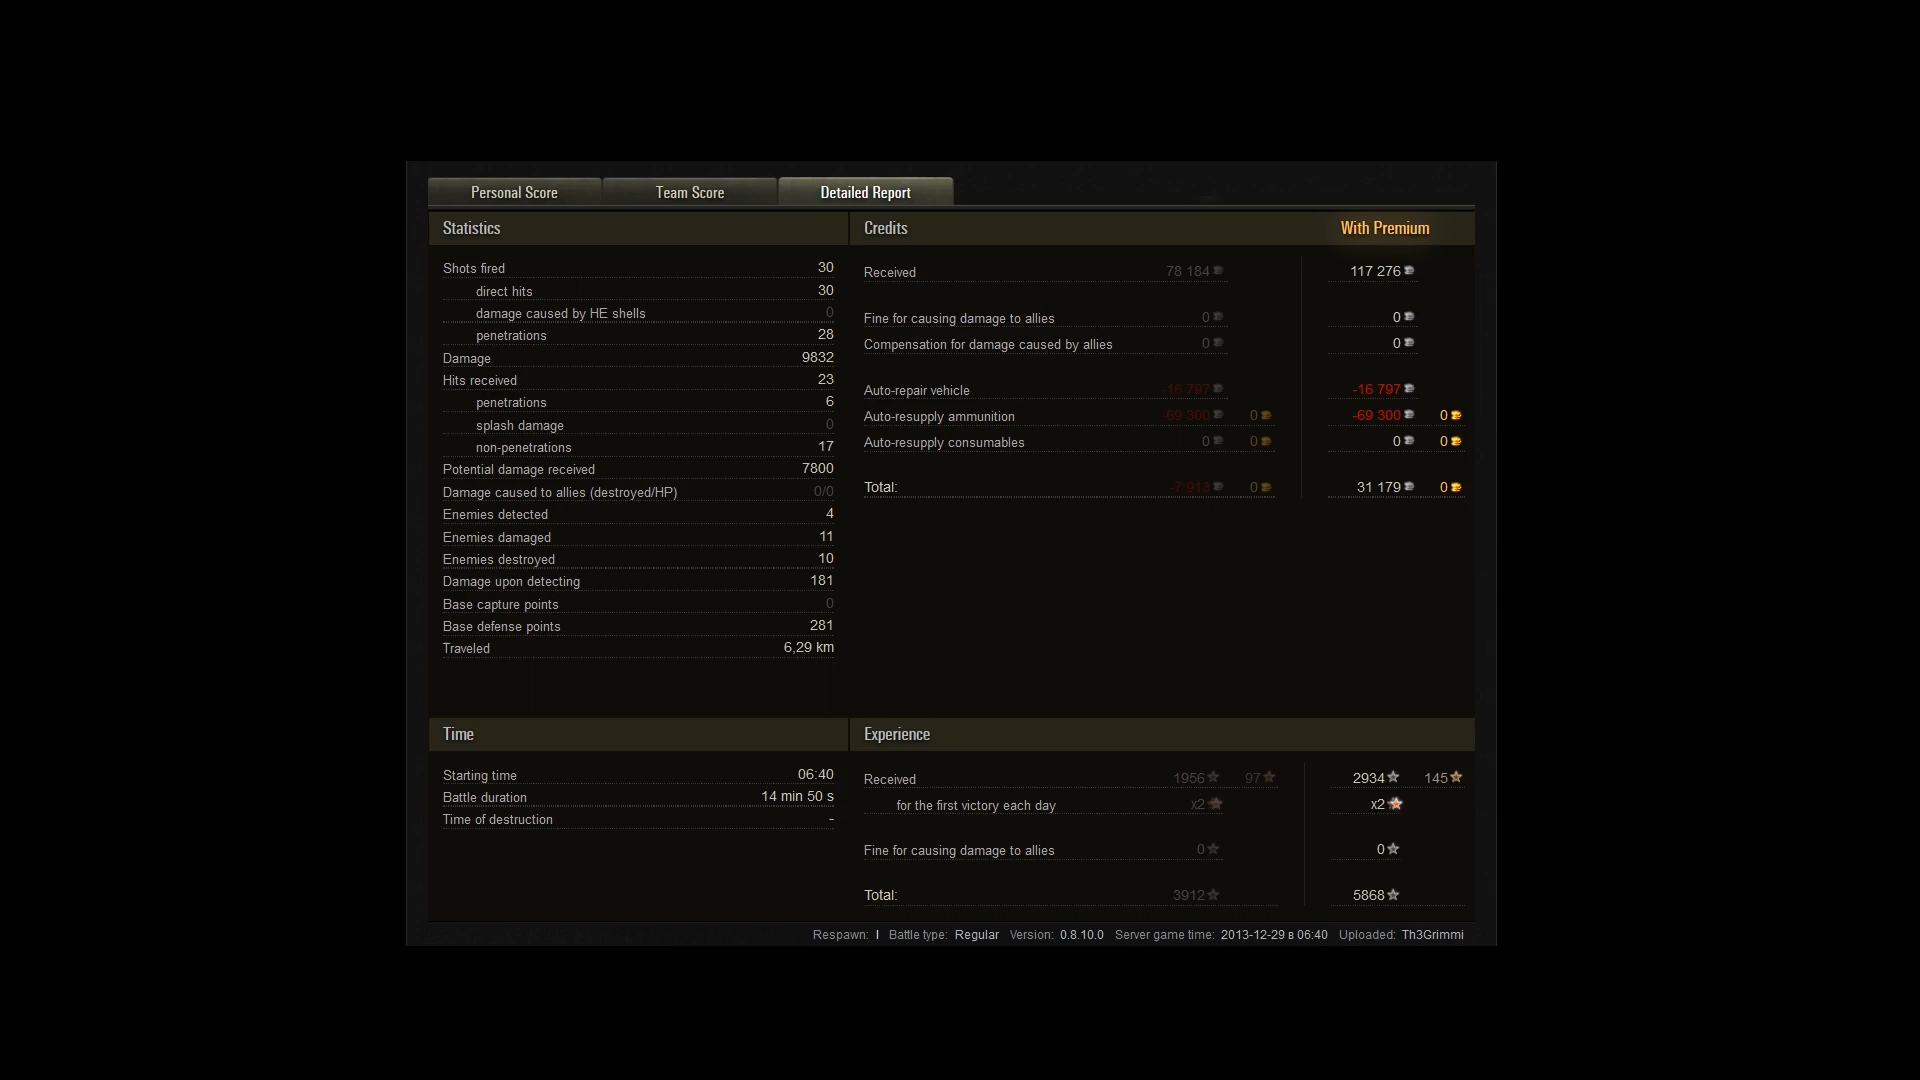 Personal Score Team Score Detailed Report
Statistics
Shots fired 30
direct hits 30
damage caused by HE shells 0
penetrations 28
Damage 9832
Hits received 23
penetrations 6
splash damage 0
non-penetrations 17
Potential damage received 7800
Damage caused to allies (destroyed/HP) 0/0
Enemies detected 4
Enemies damaged 11
Enemies destroyed 10
Damage upon detecting 181
Base capture points 0
Base defense points 281
Traveled 6,29 km
Credits With Premium
Received 78 184 117 276
Fine for causing damage to allies 0 0
Compensation for damage caused by allies 0 0
Auto-repair vehicle -16 797 -16 797
Auto-resupply ammunition -69 300 0 -69 300 0
Auto-resupply consumables 0 0 0 0
Total: -7 913 0 31 179 0
Time
Starting time 06:40
Battle duration 14 min 50 s
Time of destruction -
Experience
Received 1956 97 2934 145
for the first victory each day x2 x2
Fine for causing damage to allies 0 0
Total: 3912 5868
Respawn: I Battle type: Regular Version: 0.8.10.0 Server game time: 2013-12-29 в 06:40 Uploaded: Th3Grimmi